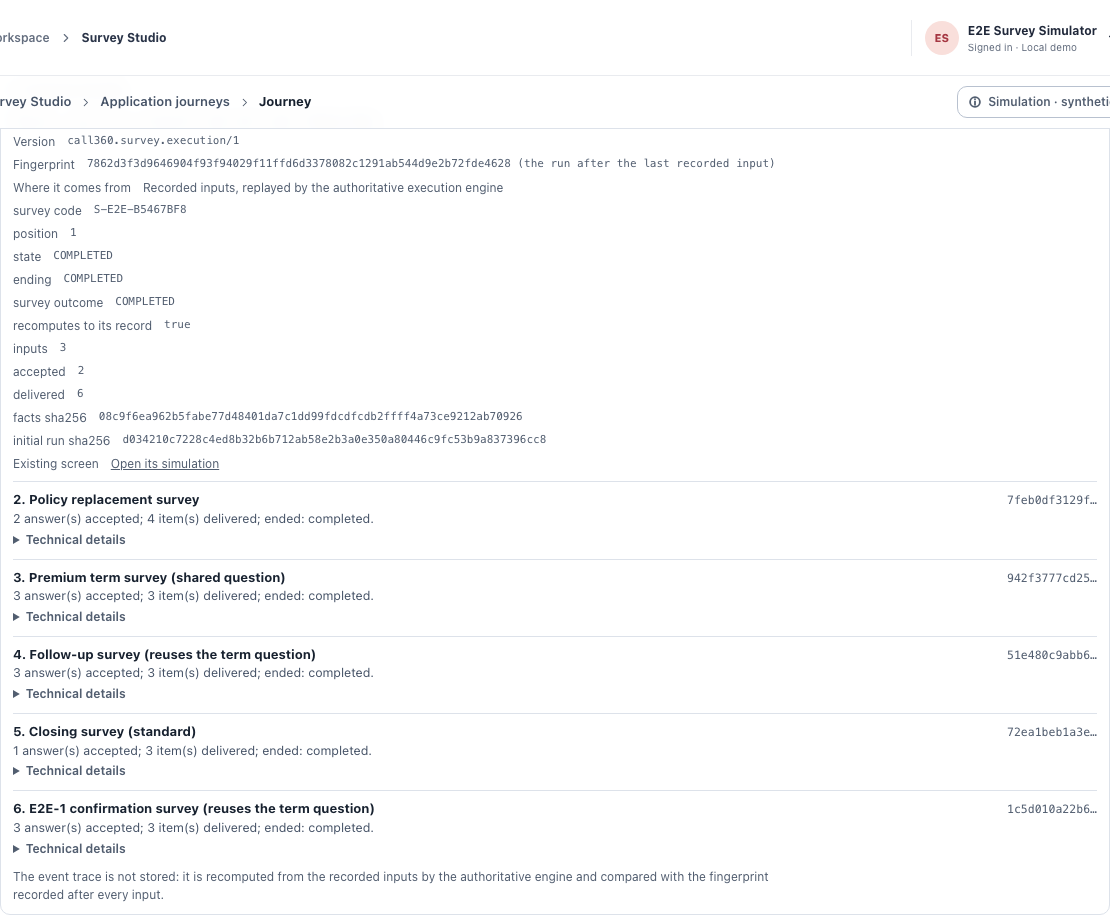 orkspace > Survey Studio
ES
E2E Survey Simulator
Signed in · Local demo
rvey Studio > Application journeys > Journey
Simulation · syntheti
Version call360.survey.execution/1
Fingerprint 7862d3f3d9646904f93f94029f11ffd6d3378082c1291ab544d9e2b72fde4628 (the run after the last recorded input)
Where it comes from Recorded inputs, replayed by the authoritative execution engine
survey code S-E2E-B5467BF8
position 1
state COMPLETED
ending COMPLETED
survey outcome COMPLETED
recomputes to its record true
inputs 3
accepted 2
delivered 6
facts sha256 08c9f6ea962b5fabe77d48401da7c1dd99fdcdfcdb2ffff4a73ce9212ab70926
initial run sha256 d034210c7228c4ed8b32b6b712ab58e2b3a0e350a80446c9fc53b9a837396cc8
Existing screen Open its simulation
2. Policy replacement survey 7feb0df3129f…
2 answer(s) accepted; 4 item(s) delivered; ended: completed.
Technical details
3. Premium term survey (shared question) 942f3777cd25…
3 answer(s) accepted; 3 item(s) delivered; ended: completed.
Technical details
4. Follow-up survey (reuses the term question) 51e480c9abb6…
3 answer(s) accepted; 3 item(s) delivered; ended: completed.
Technical details
5. Closing survey (standard) 72ea1beb1a3e…
1 answer(s) accepted; 3 item(s) delivered; ended: completed.
Technical details
6. E2E-1 confirmation survey (reuses the term question) 1c5d010a22b6…
3 answer(s) accepted; 3 item(s) delivered; ended: completed.
Technical details
The event trace is not stored: it is recomputed from the recorded inputs by the authoritative engine and compared with the fingerprint
recorded after every input.